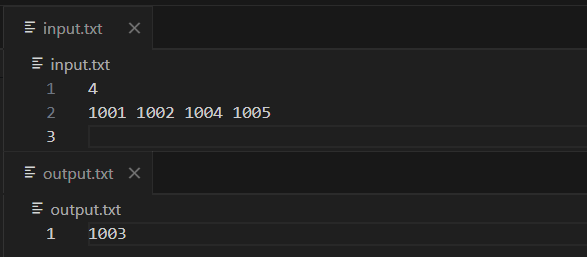 input.txt
input.txt
1 4
2 1001 1002 1004 1005
3
output.txt
output.txt
1 1003